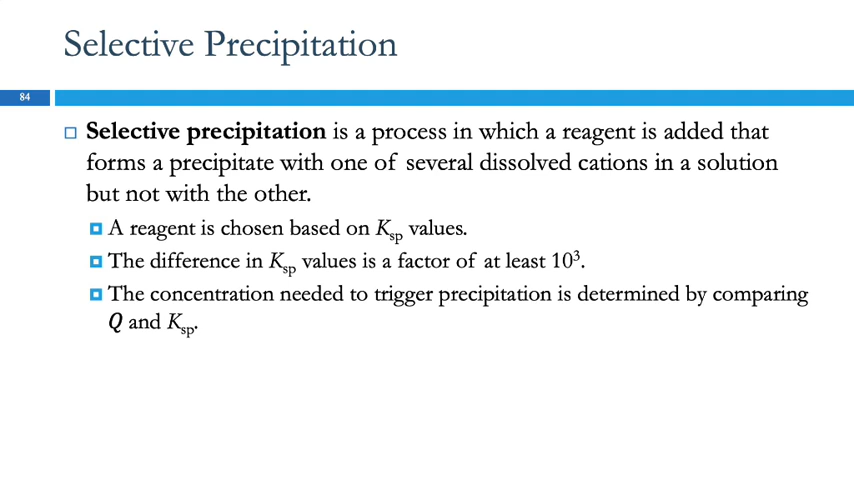 Selective Precipitation
84
Selective precipitation is a process in which a reagent is added that
forms a precipitate with one of several dissolved cations in a solution
but not with the other.
A reagent is chosen based on Ksp values.
The difference in Ksp values is a factor of at least 10³.
The concentration needed to trigger precipitation is determined by comparing
Q and Ksp.